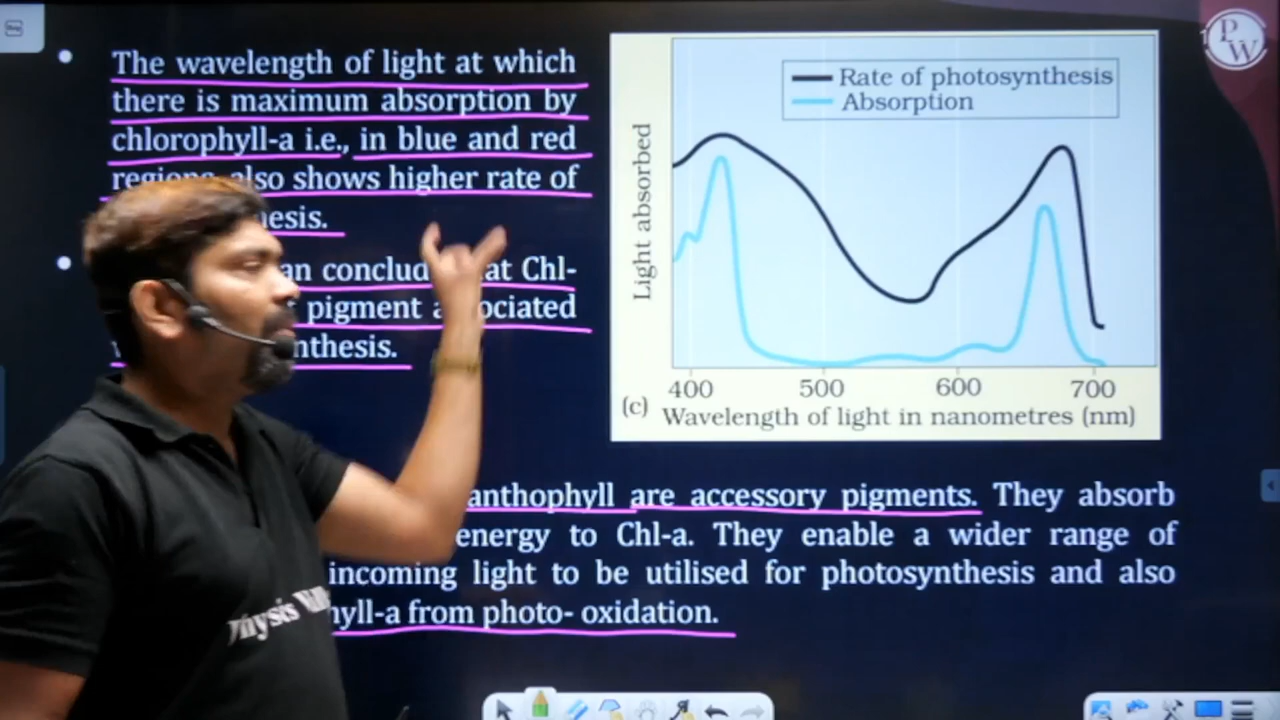 The wavelength of light at which
there is maximum absorption by
chlorophyll-a i.e., in blue and red
regions also shows higher rate of
esis.
an conclud at Chl-
pigment a ociated
nthesis.
Rate of photosynthesis
Absorption
Light absorbed
400 500 600 700
(c) Wavelength of light in nanometres (nm)
anthophyll are accessory pigments. They absorb
energy to Chl-a. They enable a wider range of
incoming light to be utilised for photosynthesis and also
hyll-a from photo- oxidation.
P
W